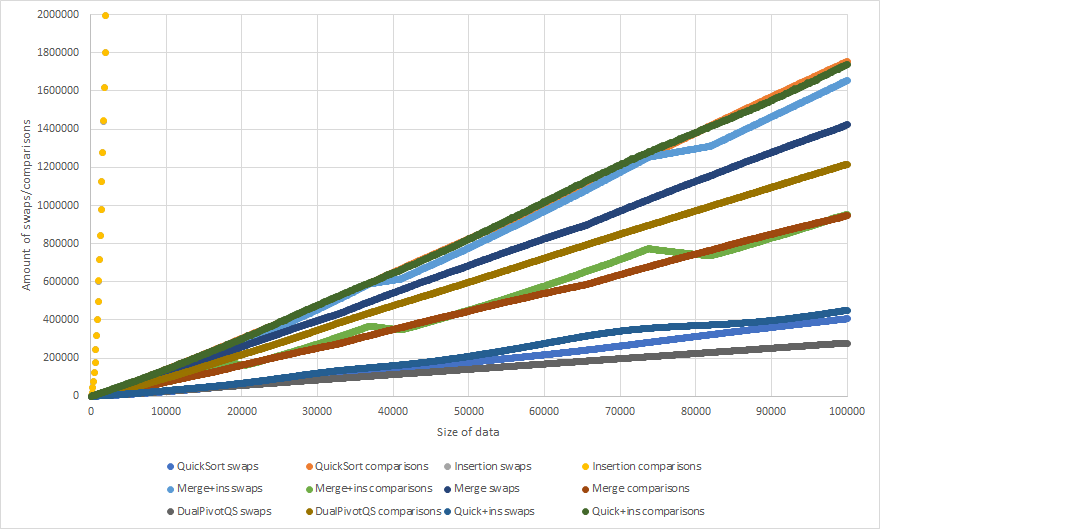 2000000
1800000
1600000
1400000
1200000
1000000
800000
600000
400000
200000
0
Amount of swaps/comparisons
0 10000 20000 30000 40000 50000 60000 70000 80000 90000 100000
Size of data
QuickSort swaps QuickSort comparisons Insertion swaps Insertion comparisons
Merge+ins swaps Merge+ins comparisons Merge swaps Merge comparisons
DualPivotQS swaps DualPivotQS comparisons Quick+ins swaps Quick+ins comparisons